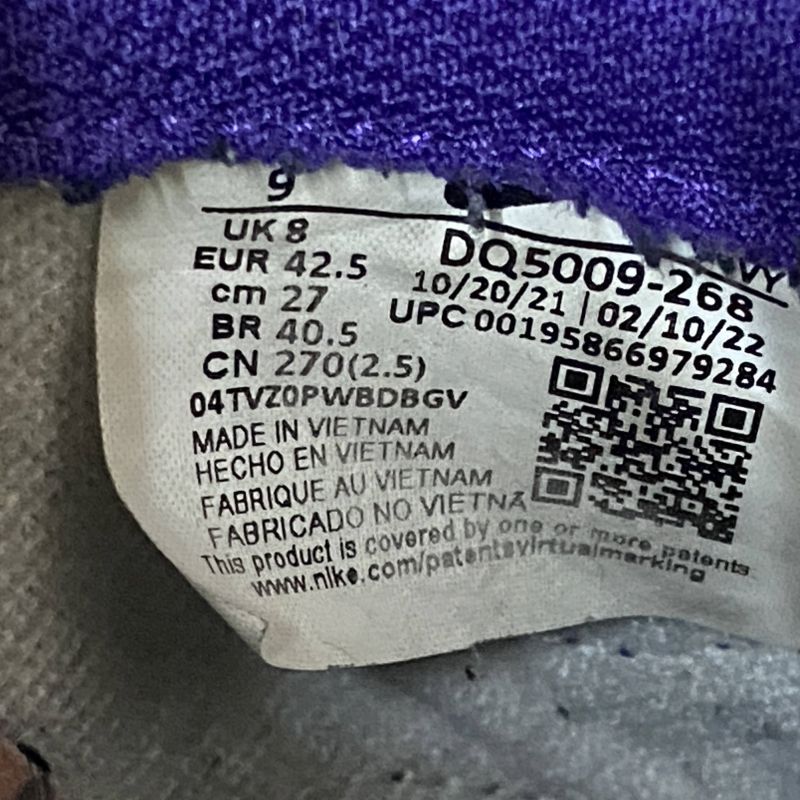 9
UK 8
EUR 42.5
cm 27
BR 40.5
CN 270(2.5)
04TVZ0PWBDBGV
MADE IN VIETNAM
HECHO EN VIETNAM
FABRIQUE AU VIETNAM
FABRICADO NO VIETNÃ
This product is covered by one or more patents
www.nike.com/patentsvirtualmarking
VY
DQ5009-268
10/20/21 | 02/10/22
UPC 00195866979284